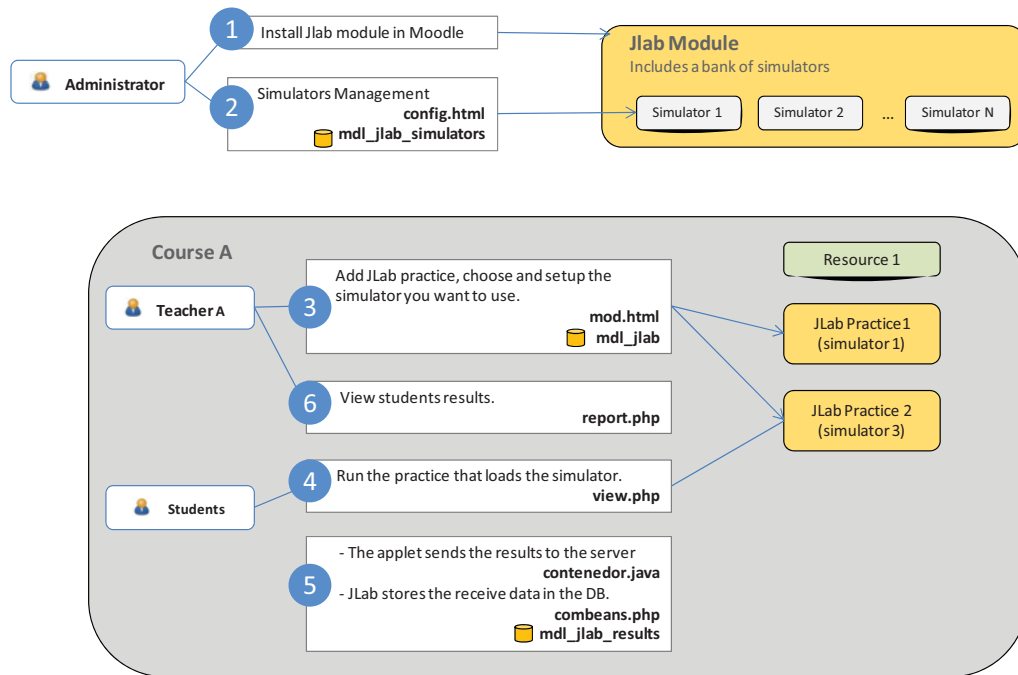 1
Install Jlab module in Moodle
Administrator
2
Simulators Management
config.html
mdl_jlab_simulators
Jlab Module
Includes a bank of simulators
Simulator 1
Simulator 2
...
Simulator N
Course A
Teacher A
3
Add JLab practice, choose and setup the
simulator you want to use.
mod.html
mdl_jlab
6
View students results.
report.php
Students
4
Run the practice that loads the simulator.
view.php
5
- The applet sends the results to the server
contenedor.java
- JLab stores the receive data in the DB.
combeans.php
mdl_jlab_results
Resource 1
JLab Practice 1
(simulator 1)
JLab Practice 2
(simulator 3)